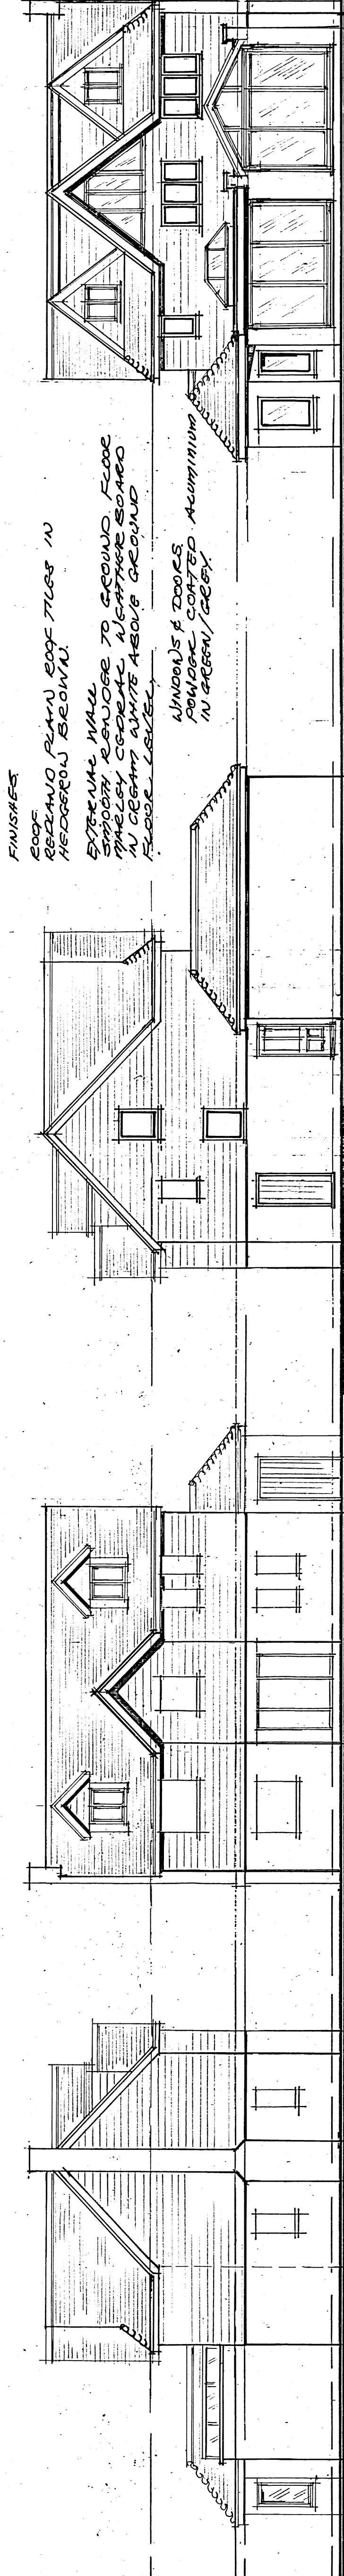 FINISHES
ROOF
REDLAND PLAIN ROOF TILES IN
HEDGEROW BROWN.
EXTERNAL WALL
SMOOTH RENDER TO GROUND FLOOR
MARLEY CEDRAL WEATHERBOARD
IN CREAM WHITE ABOVE GROUND
FLOOR LEVEL,
WINDOWS & DOORS.
POWDER COATED ALUMINIUM
IN GREEN/GREY.